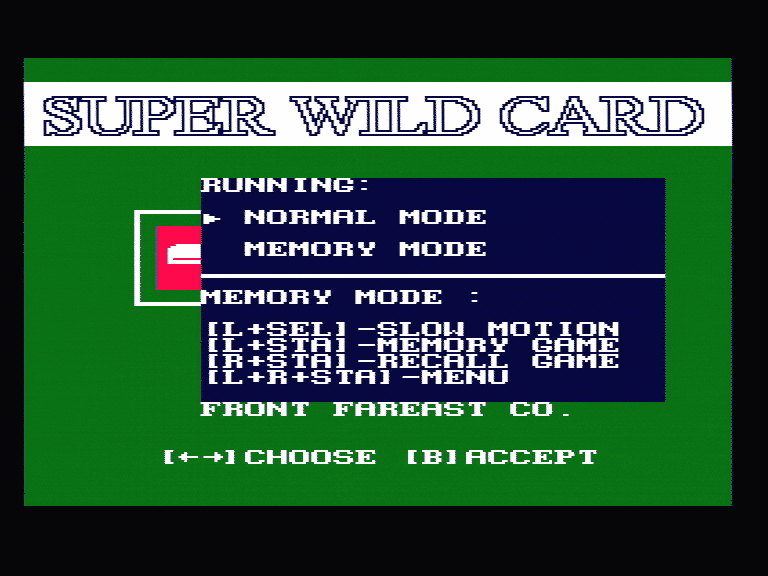 SUPER WILD CARD
RUNNING:
► NORMAL MODE
MEMORY MODE
MEMORY MODE :
[L+SEL]-SLOW MOTION
[L+STA]-MEMORY GAME
[R+STA]-RECALL GAME
[L+R+STA]-MENU
FRONT FAREAST CO.
[←→]CHOOSE [B]ACCEPT